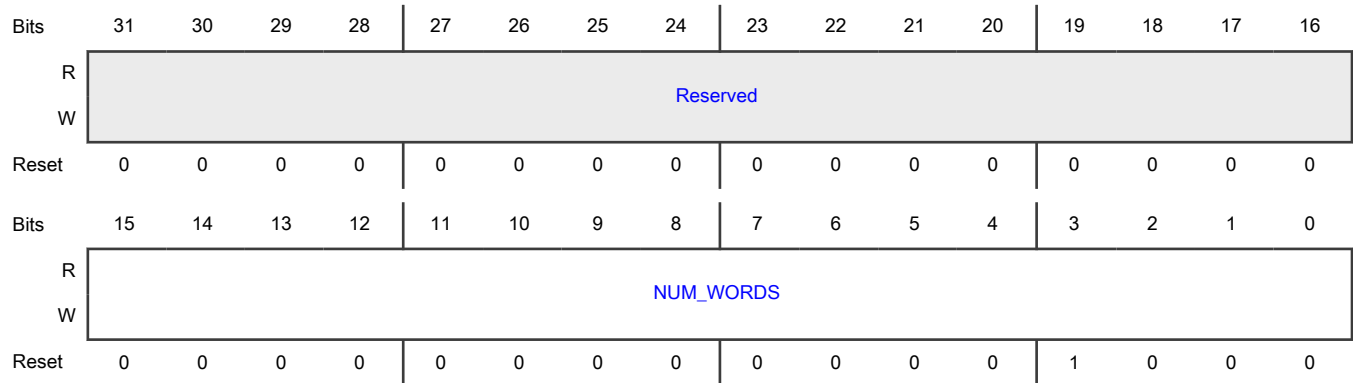 Bits 31 30 29 28 27 26 25 24 23 22 21 20 19 18 17 16
R
Reserved
W
Reset 0 0 0 0 0 0 0 0 0 0 0 0 0 0 0 0
Bits 15 14 13 12 11 10 9 8 7 6 5 4 3 2 1 0
R
NUM_WORDS
W
Reset 0 0 0 0 0 0 0 0 0 0 0 0 1 0 0 0